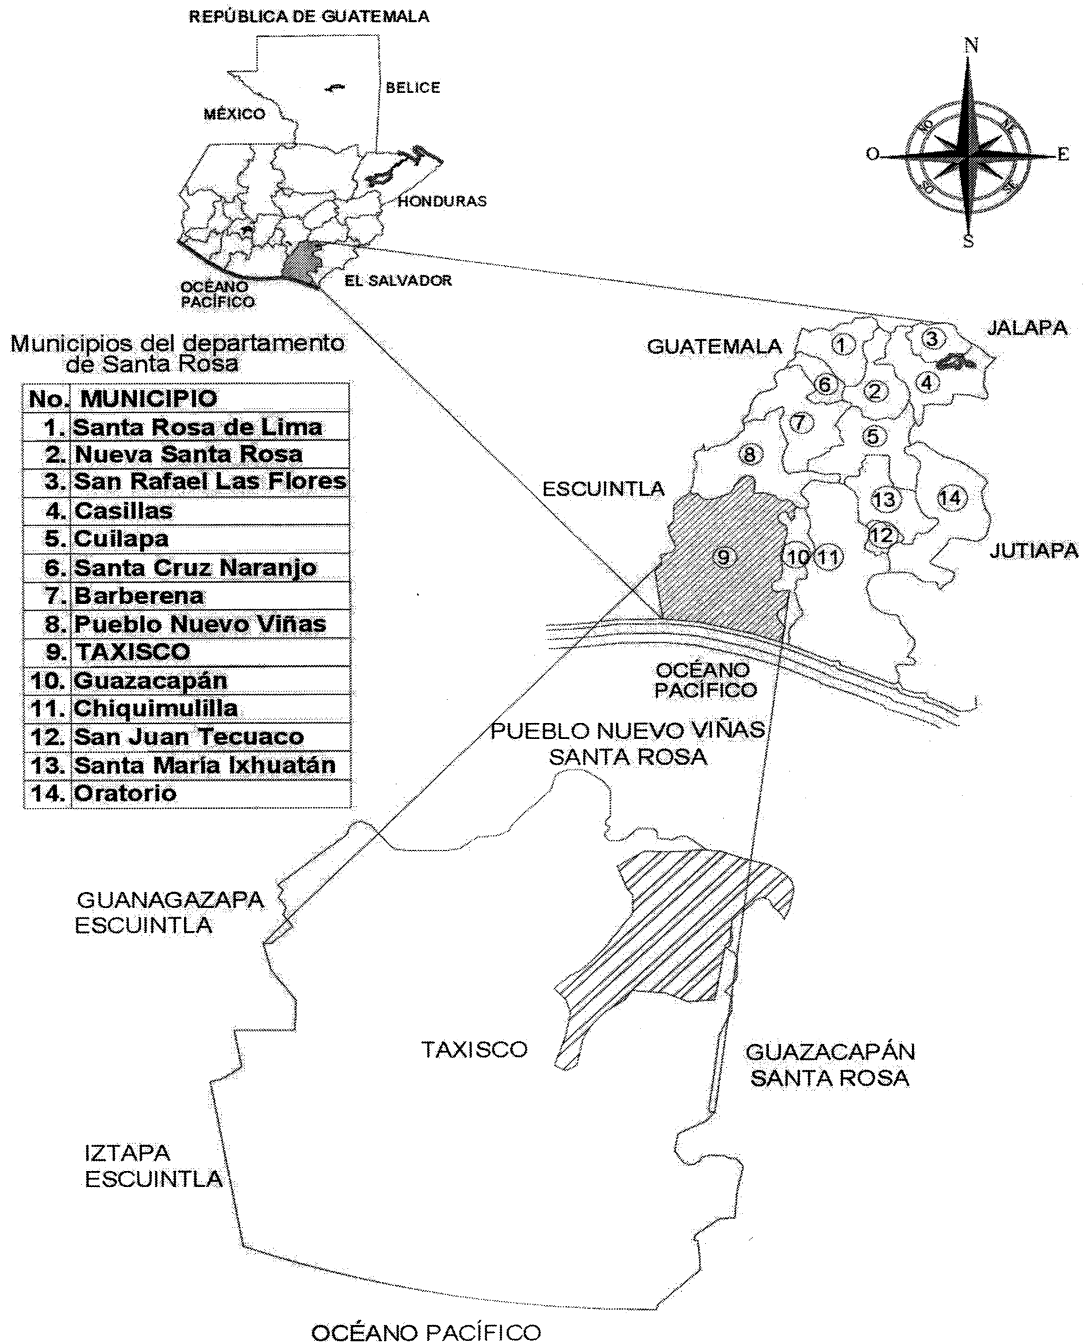 REPÚBLICA DE GUATEMALA
BELICE
MÉXICO
HONDURAS
EL SALVADOR
OCÉANO
PACÍFICO
N
NO
NE
O
E
SO
SE
S
Municipios del departamento
de Santa Rosa
No. MUNICIPIO
1. Santa Rosa de Lima
2. Nueva Santa Rosa
3. San Rafael Las Flores
4. Casillas
5. Cuilapa
6. Santa Cruz Naranjo
7. Barberena
8. Pueblo Nuevo Viñas
9. TAXISCO
10. Guazacapán
11. Chiquimulilla
12. San Juan Tecuaco
13. Santa María Ixhuatán
14. Oratorio
GUATEMALA
JALAPA
ESCUINTLA
JUTIAPA
1
3
6
2
4
7
5
8
13
14
12
9
10
11
OCÉANO
PACÍFICO
PUEBLO NUEVO VIÑAS
SANTA ROSA
GUANAGAZAPA
ESCUINTLA
TAXISCO
GUAZACAPÁN
SANTA ROSA
IZTAPA
ESCUINTLA
OCÉANO PACÍFICO